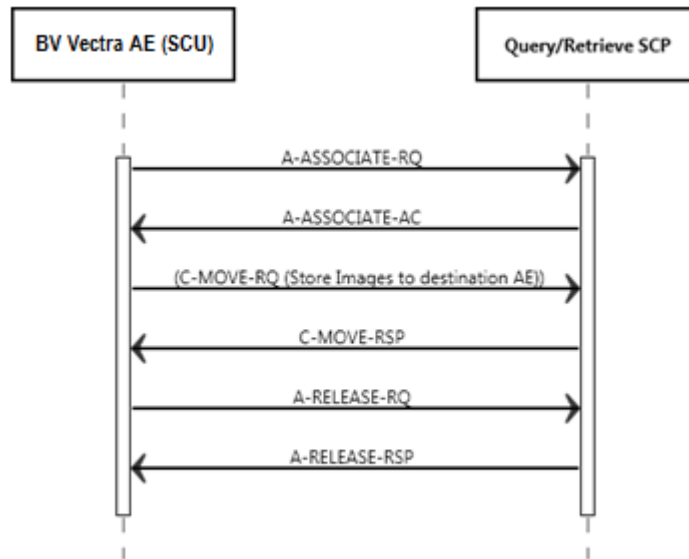 BV Vectra AE (SCU)
Query/Retrieve SCP
A-ASSOCIATE-RQ
A-ASSOCIATE-AC
(C-MOVE-RQ (Store Images to destination AE))
C-MOVE-RSP
A-RELEASE-RQ
A-RELEASE-RSP